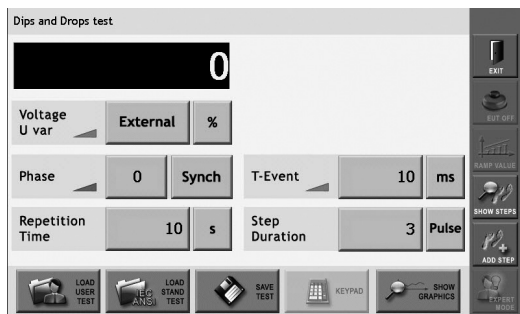 Dips and Drops test
0
EXIT
Voltage
U var
External
%
EUT OFF
RAMP VALUE
Phase
0
Synch
T-Event
10
ms
SHOW STEPS
Repetition
Time
10
s
Step
Duration
3
Pulse
ADD STEP
LOAD
USER
TEST
IEC
ANSI
LOAD
STAND
TEST
SAVE
TEST
KEYPAD
SHOW
GRAPHICS
EXPERT
MODE